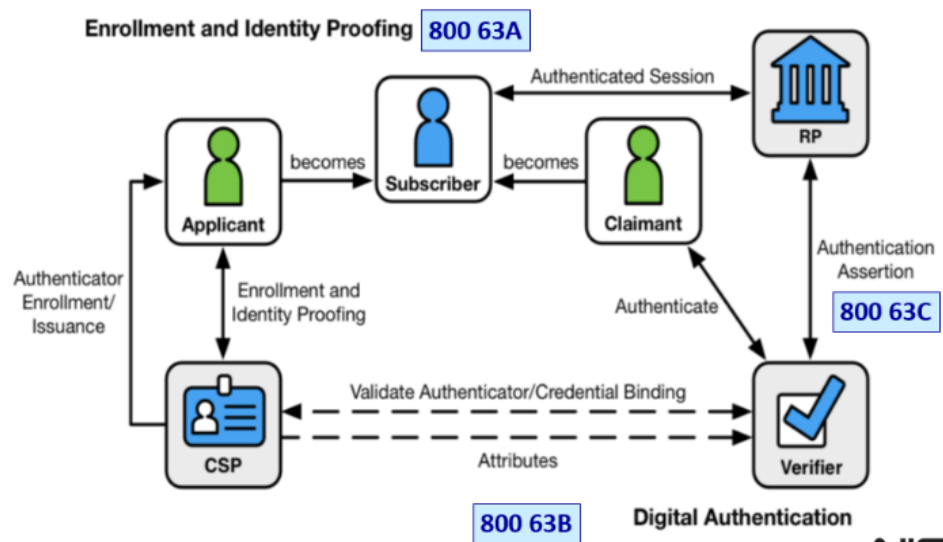 Enrollment and Identity Proofing 800 63A
Authenticated Session
RP
becomes
Subscriber
becomes
Applicant
Claimant
Authenticator
Enrollment/
Issuance
Enrollment and
Identity Proofing
Authenticate
Authentication
Assertion
800 63C
Validate Authenticator/Credential Binding
CSP
Attributes
Verifier
800 63B
Digital Authentication